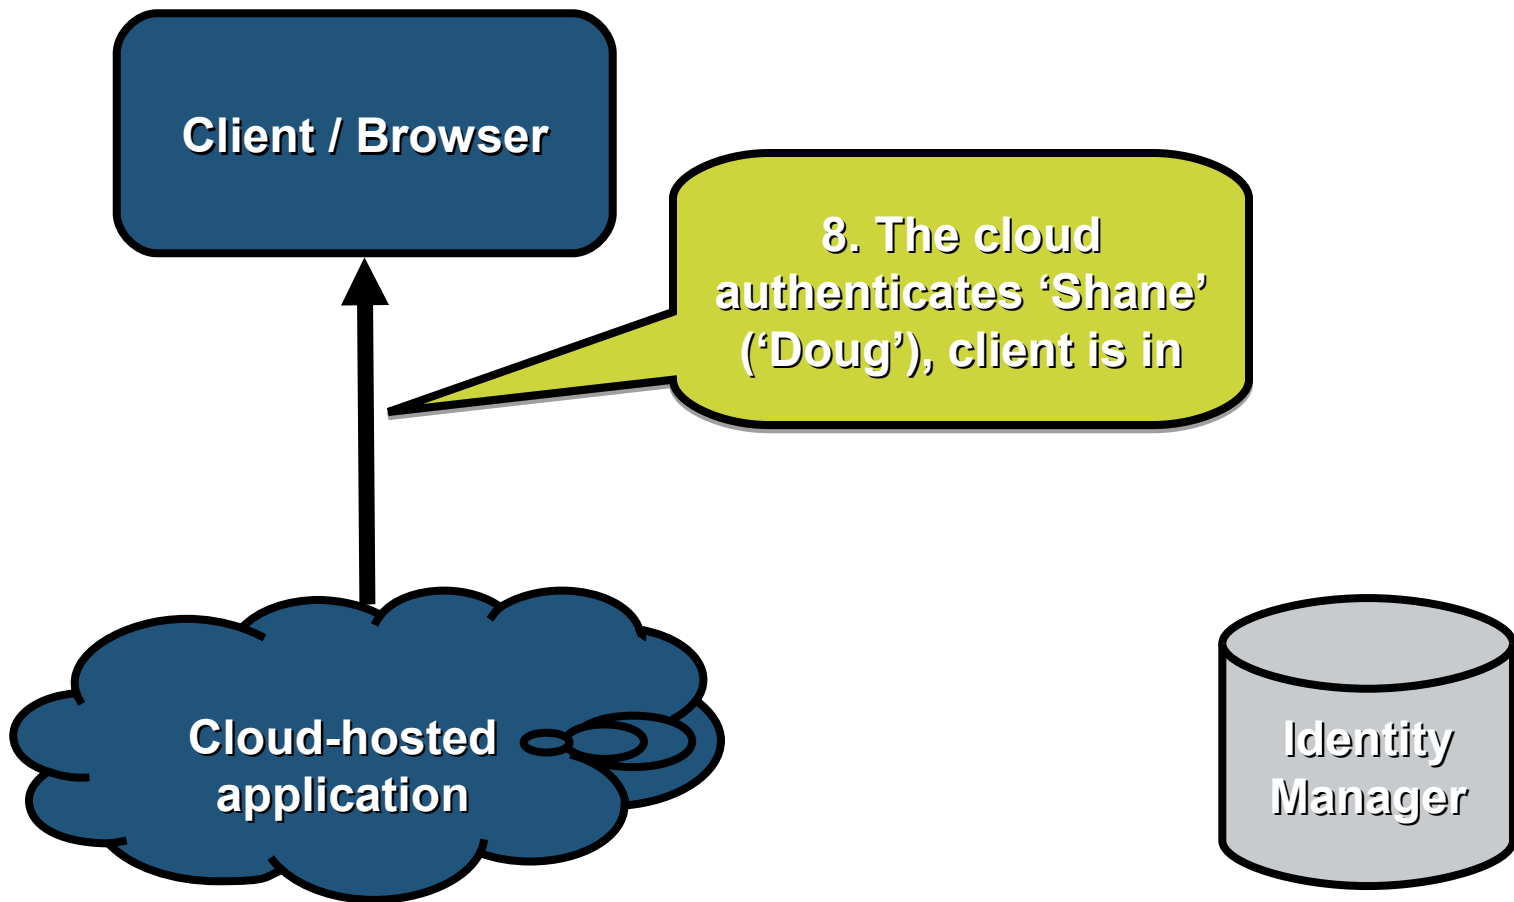 Client / Browser
8. The cloud
authenticates ‘Shane’
(‘Doug’), client is in
Cloud-hosted
application
Identity
Manager